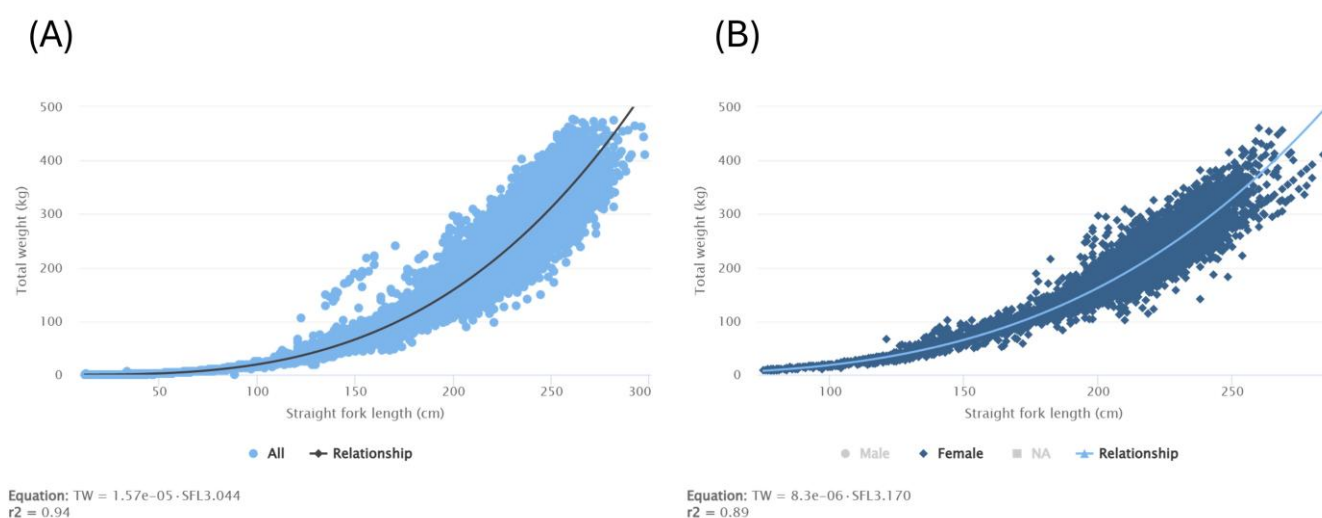 (A)
500
400
300
200
100
0
Total weight (kg)
50 100 150 200 250 300
Straight fork length (cm)
All Relationship
Equation: TW = 1.57e-05·SFL3.044
r2 = 0.94
(B)
500
400
300
200
100
0
Total weight (kg)
100 150 200 250
Straight fork length (cm)
Male Female NA Relationship
Equation: TW = 8.3e-06·SFL3.170
r2 = 0.89